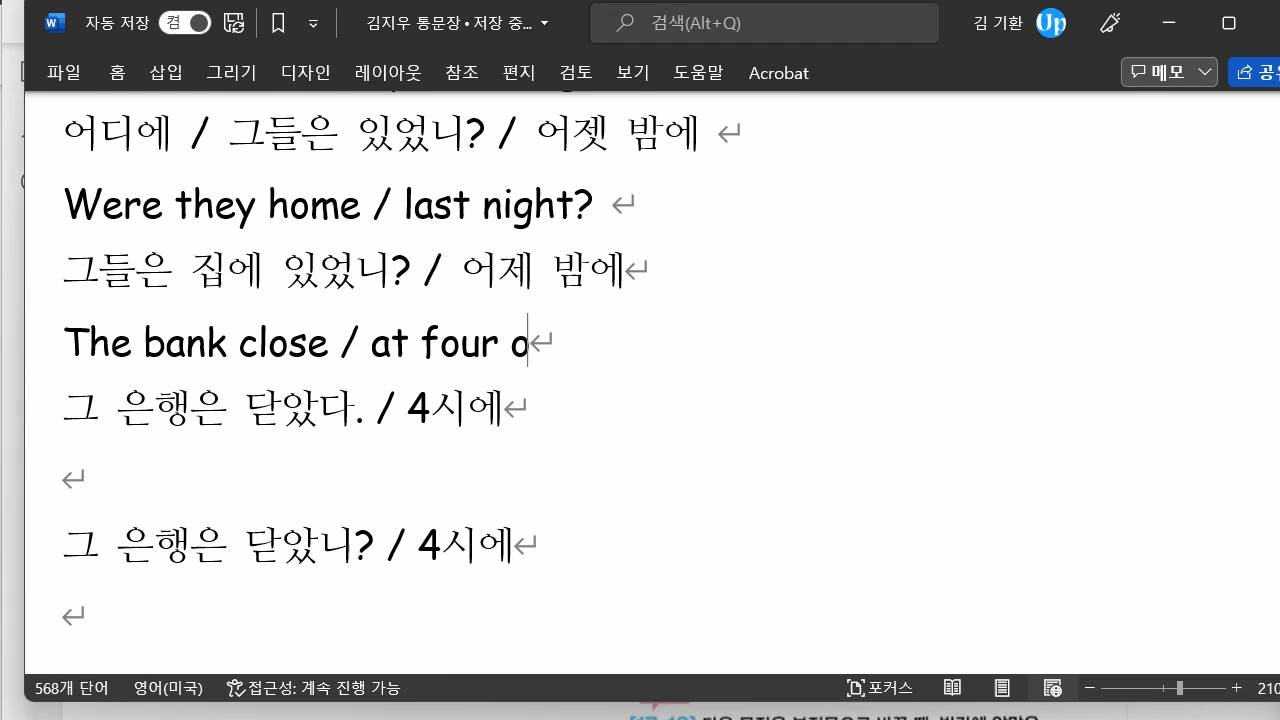 자동 저장 켬 김지우 통문장 • 저장 중... 검색(Alt+Q) 김 기환 Up
파일 홈 삽입 그리기 디자인 레이아웃 참조 편지 검토 보기 도움말 Acrobat 메모
어디에 / 그들은 있었니? / 어젯 밤에
Were they home / last night?
그들은 집에 있었니? / 어제 밤에
The bank close / at four o
그 은행은 닫았다. / 4시에
그 은행은 닫았니? / 4시에
568개 단어 영어(미국) 접근성: 계속 진행 가능 포커스